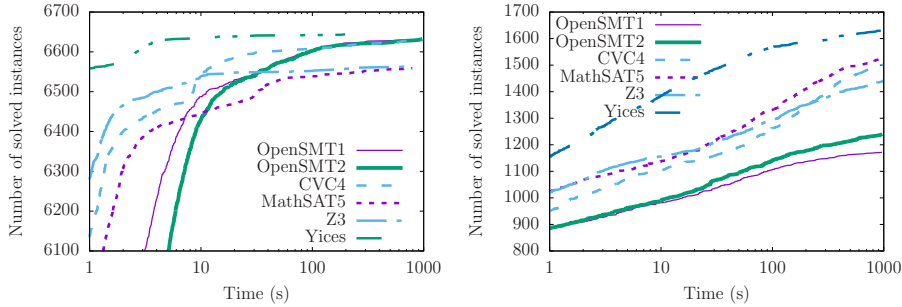 Number of solved instances
6700
6600
6500
6400
6300
6200
6100
1
10
100
1000
Time (s)
OpenSMT1
OpenSMT2
CVC4
MathSAT5
Z3
Yices
Number of solved instances
1700
1600
1500
1400
1300
1200
1100
1000
900
800
1
10
100
1000
Time (s)
OpenSMT1
OpenSMT2
CVC4
MathSAT5
Z3
Yices